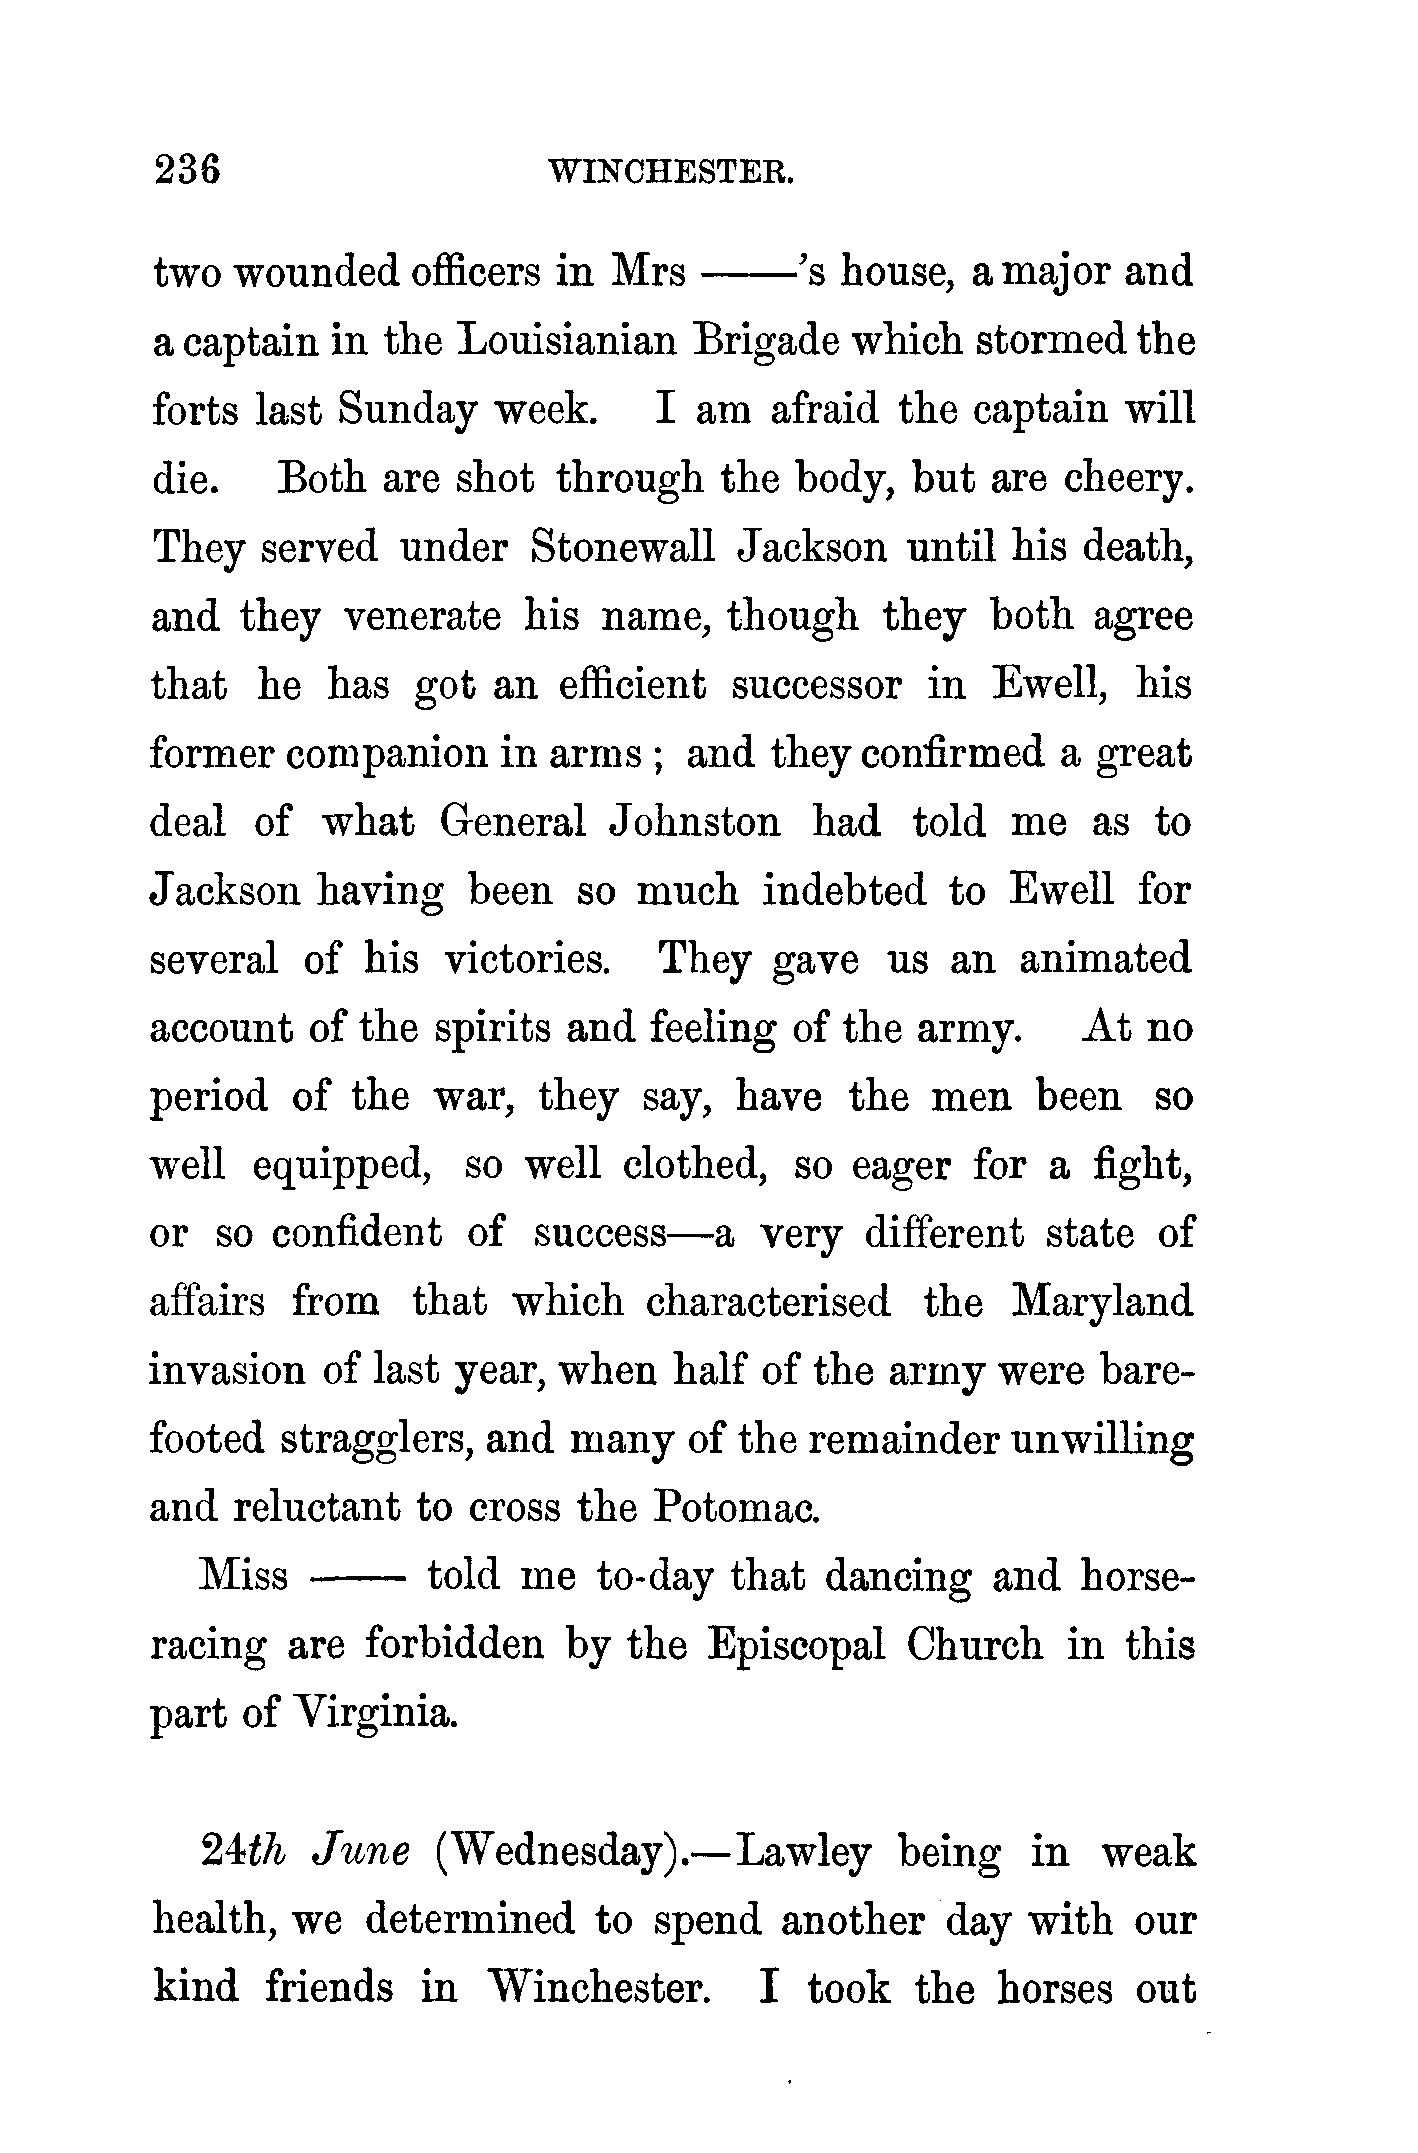 236 WINCHESTER.
two wounded officers in Mrs ——'s house, a major and
a captain in the Louisianian Brigade which stormed the
forts last Sunday week. I am afraid the captain will
die. Both are shot through the body, but are cheery.
They served under Stonewall Jackson until his death,
and they venerate his name, though they both agree
that he has got an efficient successor in Ewell, his
former companion in arms ; and they confirmed a great
deal of what General Johnston had told me as to
Jackson having been so much indebted to Ewell for
several of his victories. They gave us an animated
account of the spirits and feeling of the army. At no
period of the war, they say, have the men been so
well equipped, so well clothed, so eager for a fight,
or so confident of success—a very different state of
affairs from that which characterised the Maryland
invasion of last year, when half of the army were bare-
footed stragglers, and many of the remainder unwilling
and reluctant to cross the Potomac.
Miss —— told me to-day that dancing and horse-
racing are forbidden by the Episcopal Church in this
part of Virginia.
24th June (Wednesday).—Lawley being in weak
health, we determined to spend another day with our
kind friends in Winchester. I took the horses out